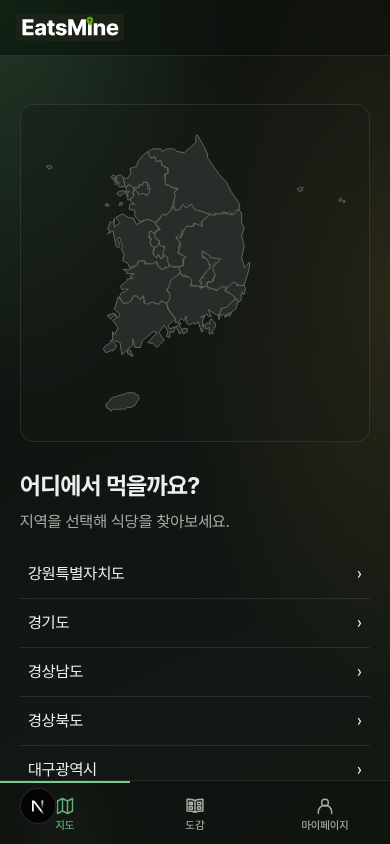 EatsMine
어디에서 먹을까요?
지역을 선택해 식당을 찾아보세요.
강원특별자치도 ›
경기도 ›
경상남도 ›
경상북도 ›
대구광역시 ›
N
지도
도감
마이페이지